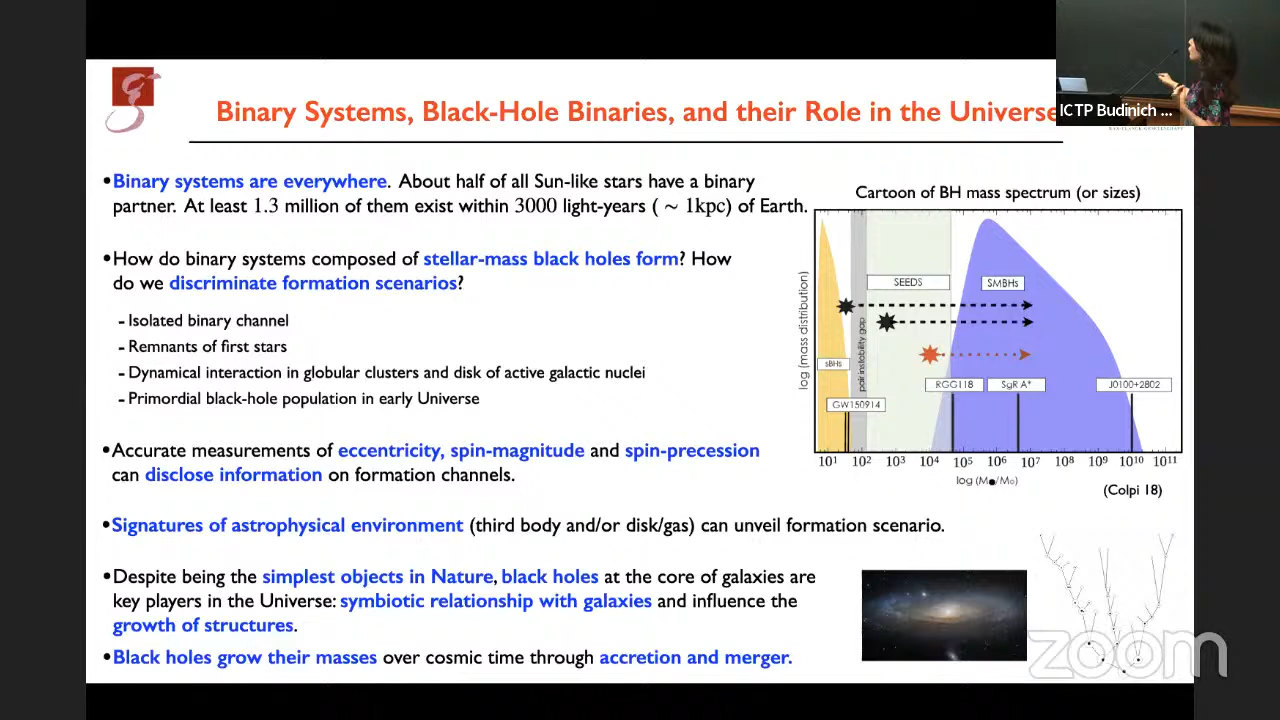 Binary Systems, Black-Hole Binaries, and their Role in the Universe
ICTP Budinich ...
•Binary systems are everywhere. About half of all Sun-like stars have a binary
partner. At least 1.3 million of them exist within 3000 light-years ( ~ 1kpc) of Earth.
•How do binary systems composed of stellar-mass black holes form? How
do we discriminate formation scenarios?
- Isolated binary channel
- Remnants of first stars
- Dynamical interaction in globular clusters and disk of active galactic nuclei
- Primordial black-hole population in early Universe
•Accurate measurements of eccentricity, spin-magnitude and spin-precession
can disclose information on formation channels.
•Signatures of astrophysical environment (third body and/or disk/gas) can unveil formation scenario.
•Despite being the simplest objects in Nature, black holes at the core of galaxies are
key players in the Universe: symbiotic relationship with galaxies and influence the
growth of structures.
•Black holes grow their masses over cosmic time through accretion and merger.
Cartoon of BH mass spectrum (or sizes)
log (mass distribution)
SEEDS
SMBHs
sBHs
pair instability gap
GW150914
RGG118
SgR A*
J0100+2802
10¹ 10² 10³ 10⁴ 10⁵ 10⁶ 10⁷ 10⁸ 10⁹ 10¹⁰ 10¹¹
log (M●/M☉)
(Colpi 18)
zoom